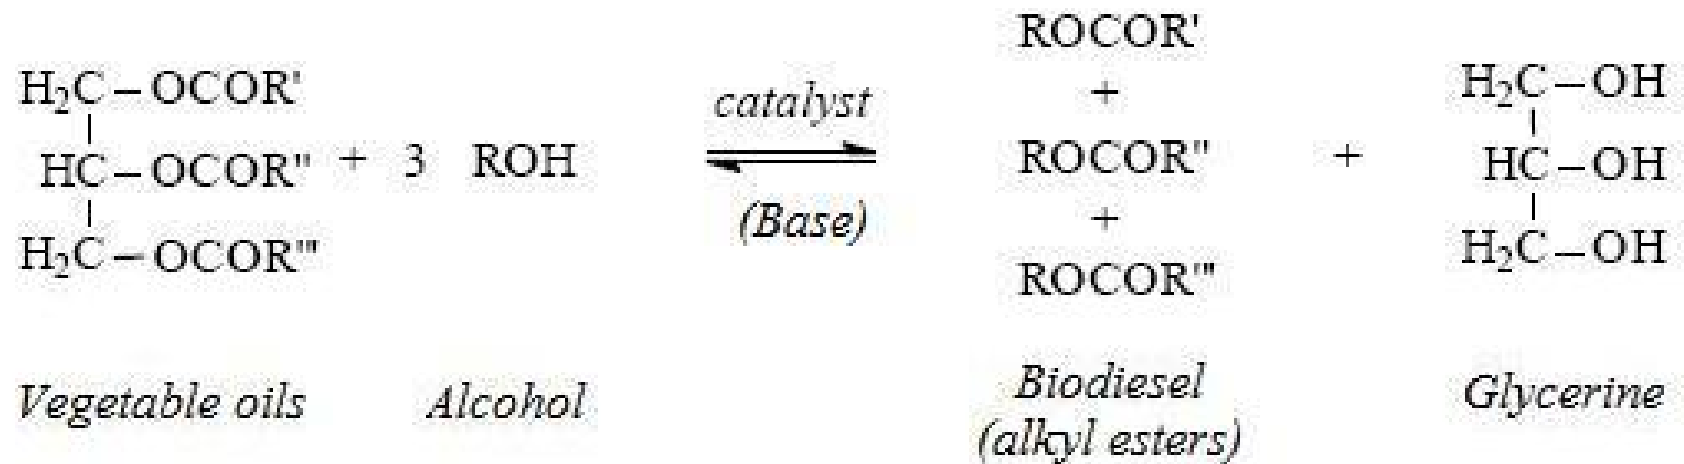 H₂C–OCOR'
HC–OCOR" + 3 ROH
H₂C–OCOR'"
catalyst
(Base)
ROCOR'
+
ROCOR"
+
ROCOR'"
+
H₂C–OH
HC–OH
H₂C–OH
Vegetable oils
Alcohol
Biodiesel
(alkyl esters)
Glycerine